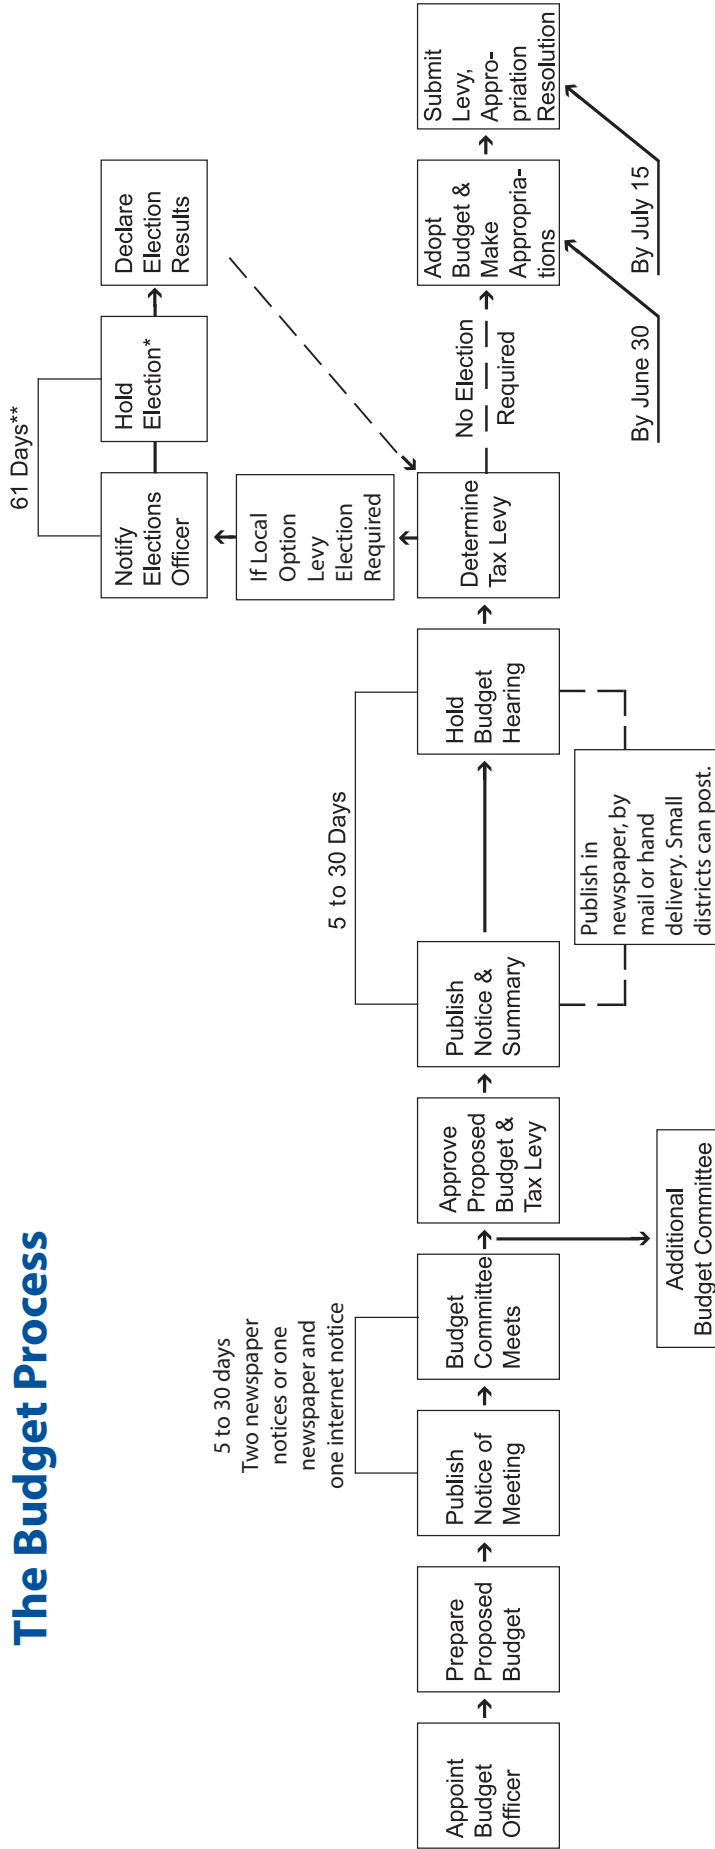 The Budget Process
Appoint
Budget
Officer
Prepare
Proposed
Budget
Publish
Notice of
Meeting
5 to 30 days
Two newspaper
notices or one
newspaper and
one internet notice
Budget
Committee
Meets
Additional
Budget Committee
Approve
Proposed
Budget &
Tax Levy
Publish
Notice &
Summary
5 to 30 Days
Hold
Budget
Hearing
Publish in
newspaper, by
mail or hand
delivery. Small
districts can post.
Determine
Tax Levy
If Local
Option
Levy
Election
Required
Notify
Elections
Officer
61 Days**
Hold
Election*
Declare
Election
Results
No Election
Required
Adopt
Budget &
Make
Appropria-
tions
By June 30
Submit
Levy,
Appro-
priation
Resolution
By July 15